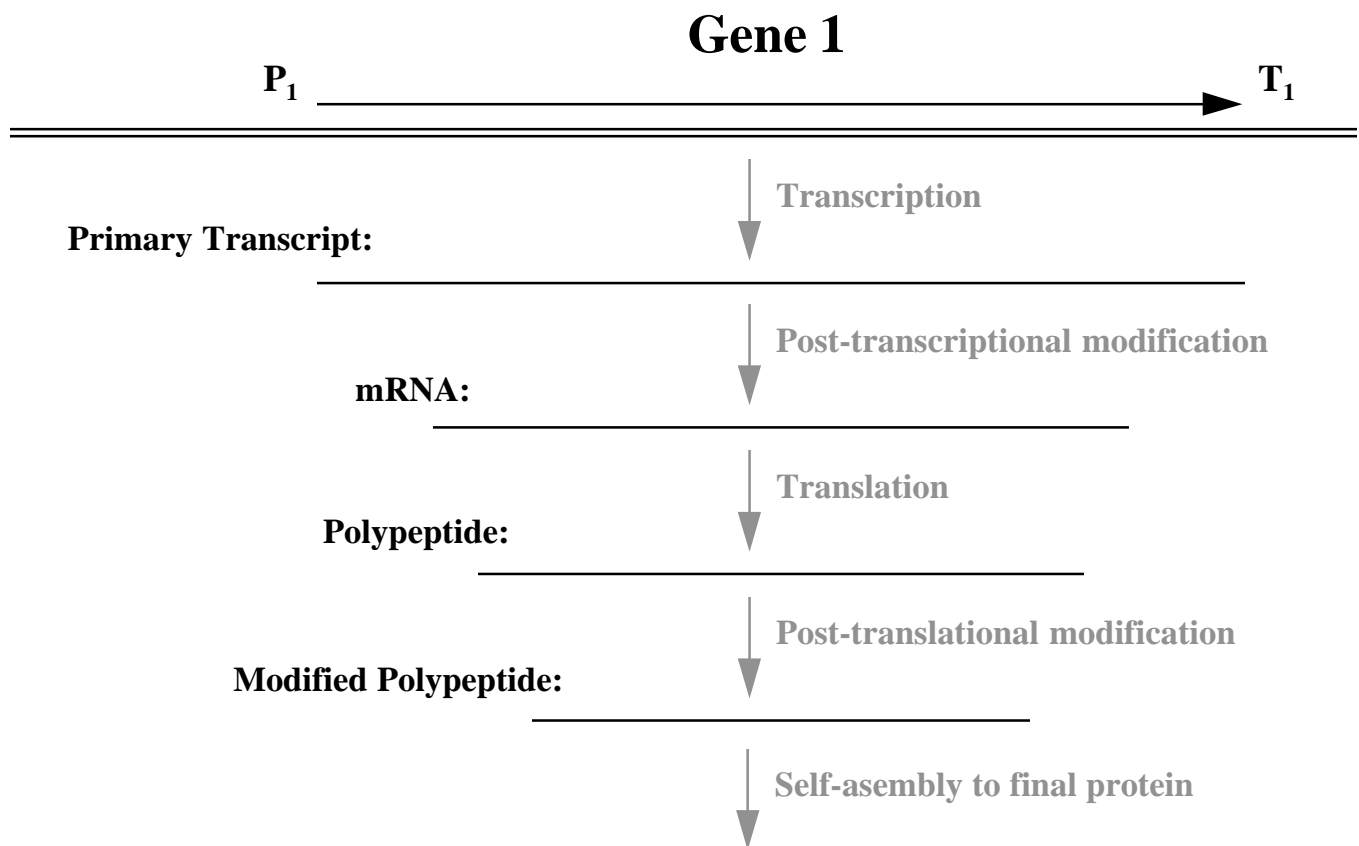 Gene 1
P₁
T₁
Transcription
Primary Transcript:
Post-transcriptional modification
mRNA:
Translation
Polypeptide:
Post-translational modification
Modified Polypeptide:
Self-asembly to final protein